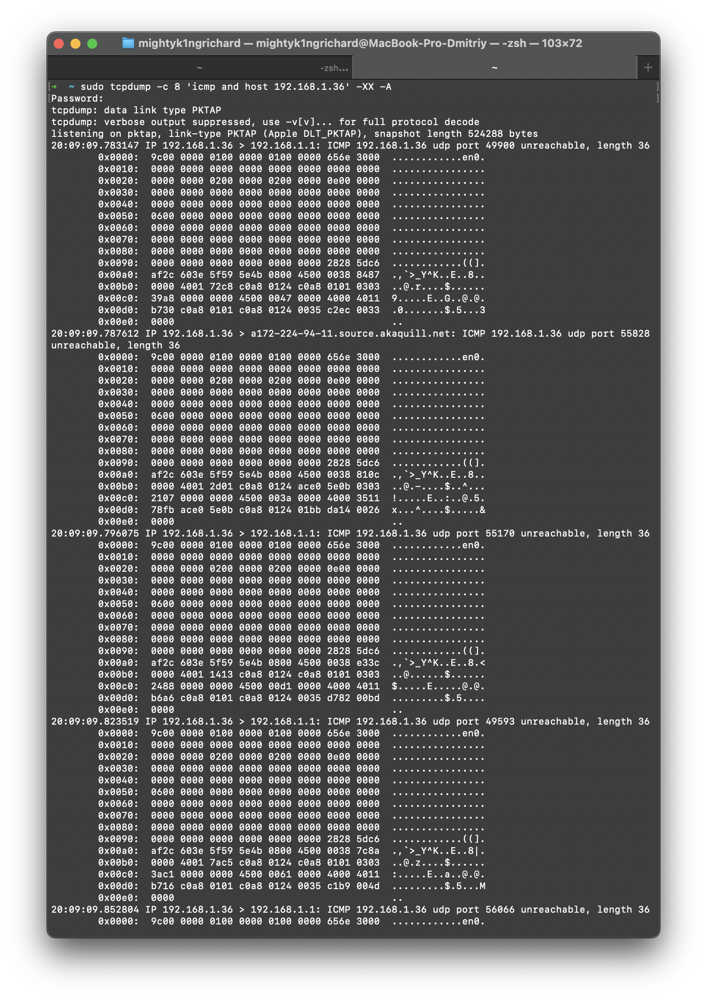 mightyk1ngrichard — mightyk1ngrichard@MacBook-Pro-Dmitriy — -zsh — 103×72
~ -zsh... ~ +
[➜  ~ sudo tcpdump -c 8 'icmp and host 192.168.1.36' -XX -A ]
[Password: ]
tcpdump: data link type PKTAP
tcpdump: verbose output suppressed, use -v[v]... for full protocol decode
listening on pktap, link-type PKTAP (Apple DLT_PKTAP), snapshot length 524288 bytes
20:09:09.783147 IP 192.168.1.36 > 192.168.1.1: ICMP 192.168.1.36 udp port 49900 unreachable, length 36
        0x0000:  9c00 0000 0100 0000 0100 0000 656e 3000  ............en0.
        0x0010:  0000 0000 0000 0000 0000 0000 0000 0000  ................
        0x0020:  0000 0000 0200 0000 0200 0000 0e00 0000  ................
        0x0030:  0000 0000 0000 0000 0000 0000 0000 0000  ................
        0x0040:  0000 0000 0000 0000 0000 0000 0000 0000  ................
        0x0050:  0600 0000 0000 0000 0000 0000 0000 0000  ................
        0x0060:  0000 0000 0000 0000 0000 0000 0000 0000  ................
        0x0070:  0000 0000 0000 0000 0000 0000 0000 0000  ................
        0x0080:  0000 0000 0000 0000 0000 0000 0000 0000  ................
        0x0090:  0000 0000 0000 0000 0000 0000 2828 5dc6  ............((].
        0x00a0:  af2c 603e 5f59 5e4b 0800 4500 0038 8487  .,`>_Y^K..E..8..
        0x00b0:  0000 4001 72c8 c0a8 0124 c0a8 0101 0303  ..@.r....$......
        0x00c0:  39a8 0000 0000 4500 0047 0000 4000 4011  9.....E..G..@.@.
        0x00d0:  b730 c0a8 0101 c0a8 0124 0035 c2ec 0033  .0.......$.5...3
        0x00e0:  0000                                     ..
20:09:09.787612 IP 192.168.1.36 > a172-224-94-11.source.akaquill.net: ICMP 192.168.1.36 udp port 55828
unreachable, length 36
        0x0000:  9c00 0000 0100 0000 0100 0000 656e 3000  ............en0.
        0x0010:  0000 0000 0000 0000 0000 0000 0000 0000  ................
        0x0020:  0000 0000 0200 0000 0200 0000 0e00 0000  ................
        0x0030:  0000 0000 0000 0000 0000 0000 0000 0000  ................
        0x0040:  0000 0000 0000 0000 0000 0000 0000 0000  ................
        0x0050:  0600 0000 0000 0000 0000 0000 0000 0000  ................
        0x0060:  0000 0000 0000 0000 0000 0000 0000 0000  ................
        0x0070:  0000 0000 0000 0000 0000 0000 0000 0000  ................
        0x0080:  0000 0000 0000 0000 0000 0000 0000 0000  ................
        0x0090:  0000 0000 0000 0000 0000 0000 2828 5dc6  ............((].
        0x00a0:  af2c 603e 5f59 5e4b 0800 4500 0038 810c  .,`>_Y^K..E..8..
        0x00b0:  0000 4001 2d01 c0a8 0124 ace0 5e0b 0303  ..@.-....$..^...
        0x00c0:  2107 0000 0000 4500 003a 0000 4000 3511  !.....E..:..@.5.
        0x00d0:  78fb ace0 5e0b c0a8 0124 01bb da14 0026  x...^....$.....&
        0x00e0:  0000                                     ..
20:09:09.796075 IP 192.168.1.36 > 192.168.1.1: ICMP 192.168.1.36 udp port 55170 unreachable, length 36
        0x0000:  9c00 0000 0100 0000 0100 0000 656e 3000  ............en0.
        0x0010:  0000 0000 0000 0000 0000 0000 0000 0000  ................
        0x0020:  0000 0000 0200 0000 0200 0000 0e00 0000  ................
        0x0030:  0000 0000 0000 0000 0000 0000 0000 0000  ................
        0x0040:  0000 0000 0000 0000 0000 0000 0000 0000  ................
        0x0050:  0600 0000 0000 0000 0000 0000 0000 0000  ................
        0x0060:  0000 0000 0000 0000 0000 0000 0000 0000  ................
        0x0070:  0000 0000 0000 0000 0000 0000 0000 0000  ................
        0x0080:  0000 0000 0000 0000 0000 0000 0000 0000  ................
        0x0090:  0000 0000 0000 0000 0000 0000 2828 5dc6  ............((].
        0x00a0:  af2c 603e 5f59 5e4b 0800 4500 0038 e33c  .,`>_Y^K..E..8.<
        0x00b0:  0000 4001 1413 c0a8 0124 c0a8 0101 0303  ..@......$......
        0x00c0:  2488 0000 0000 4500 00d1 0000 4000 4011  $.....E.....@.@.
        0x00d0:  b6a6 c0a8 0101 c0a8 0124 0035 d782 00bd  .........$.5....
        0x00e0:  0000                                     ..
20:09:09.823519 IP 192.168.1.36 > 192.168.1.1: ICMP 192.168.1.36 udp port 49593 unreachable, length 36
        0x0000:  9c00 0000 0100 0000 0100 0000 656e 3000  ............en0.
        0x0010:  0000 0000 0000 0000 0000 0000 0000 0000  ................
        0x0020:  0000 0000 0200 0000 0200 0000 0e00 0000  ................
        0x0030:  0000 0000 0000 0000 0000 0000 0000 0000  ................
        0x0040:  0000 0000 0000 0000 0000 0000 0000 0000  ................
        0x0050:  0600 0000 0000 0000 0000 0000 0000 0000  ................
        0x0060:  0000 0000 0000 0000 0000 0000 0000 0000  ................
        0x0070:  0000 0000 0000 0000 0000 0000 0000 0000  ................
        0x0080:  0000 0000 0000 0000 0000 0000 0000 0000  ................
        0x0090:  0000 0000 0000 0000 0000 0000 2828 5dc6  ............((].
        0x00a0:  af2c 603e 5f59 5e4b 0800 4500 0038 7c8a  .,`>_Y^K..E..8|.
        0x00b0:  0000 4001 7ac5 c0a8 0124 c0a8 0101 0303  ..@.z....$......
        0x00c0:  3ac1 0000 0000 4500 0061 0000 4000 4011  :.....E..a..@.@.
        0x00d0:  b716 c0a8 0101 c0a8 0124 0035 c1b9 004d  .........$.5...M
        0x00e0:  0000                                     ..
20:09:09.852804 IP 192.168.1.36 > 192.168.1.1: ICMP 192.168.1.36 udp port 56066 unreachable, length 36
        0x0000:  9c00 0000 0100 0000 0100 0000 656e 3000  ............en0.